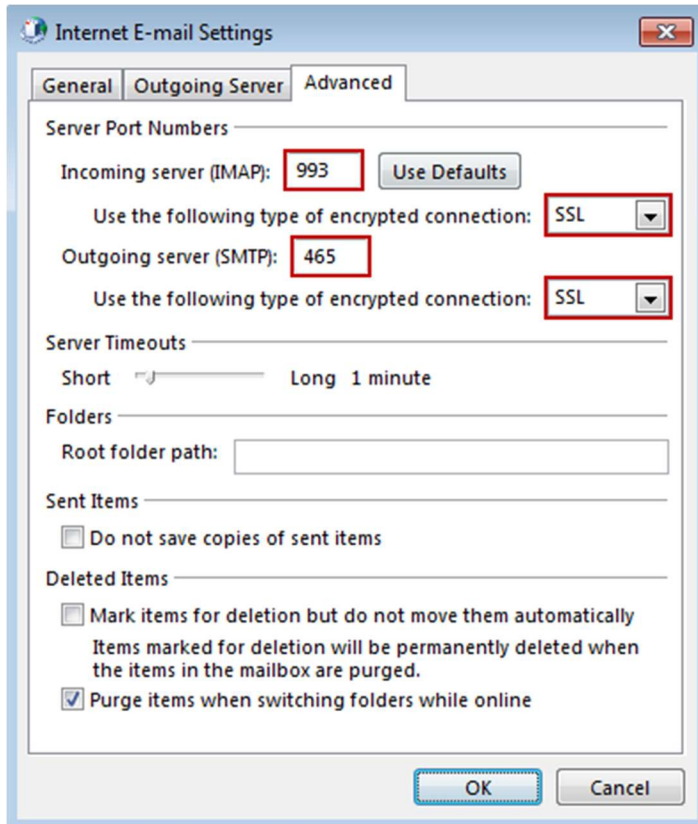 Internet E-mail Settings
General Outgoing Server Advanced
Server Port Numbers
Incoming server (IMAP): 993 Use Defaults
Use the following type of encrypted connection: SSL
Outgoing server (SMTP): 465
Use the following type of encrypted connection: SSL
Server Timeouts
Short Long 1 minute
Folders
Root folder path:
Sent Items
Do not save copies of sent items
Deleted Items
Mark items for deletion but do not move them automatically
Items marked for deletion will be permanently deleted when
the items in the mailbox are purged.
Purge items when switching folders while online
OK Cancel